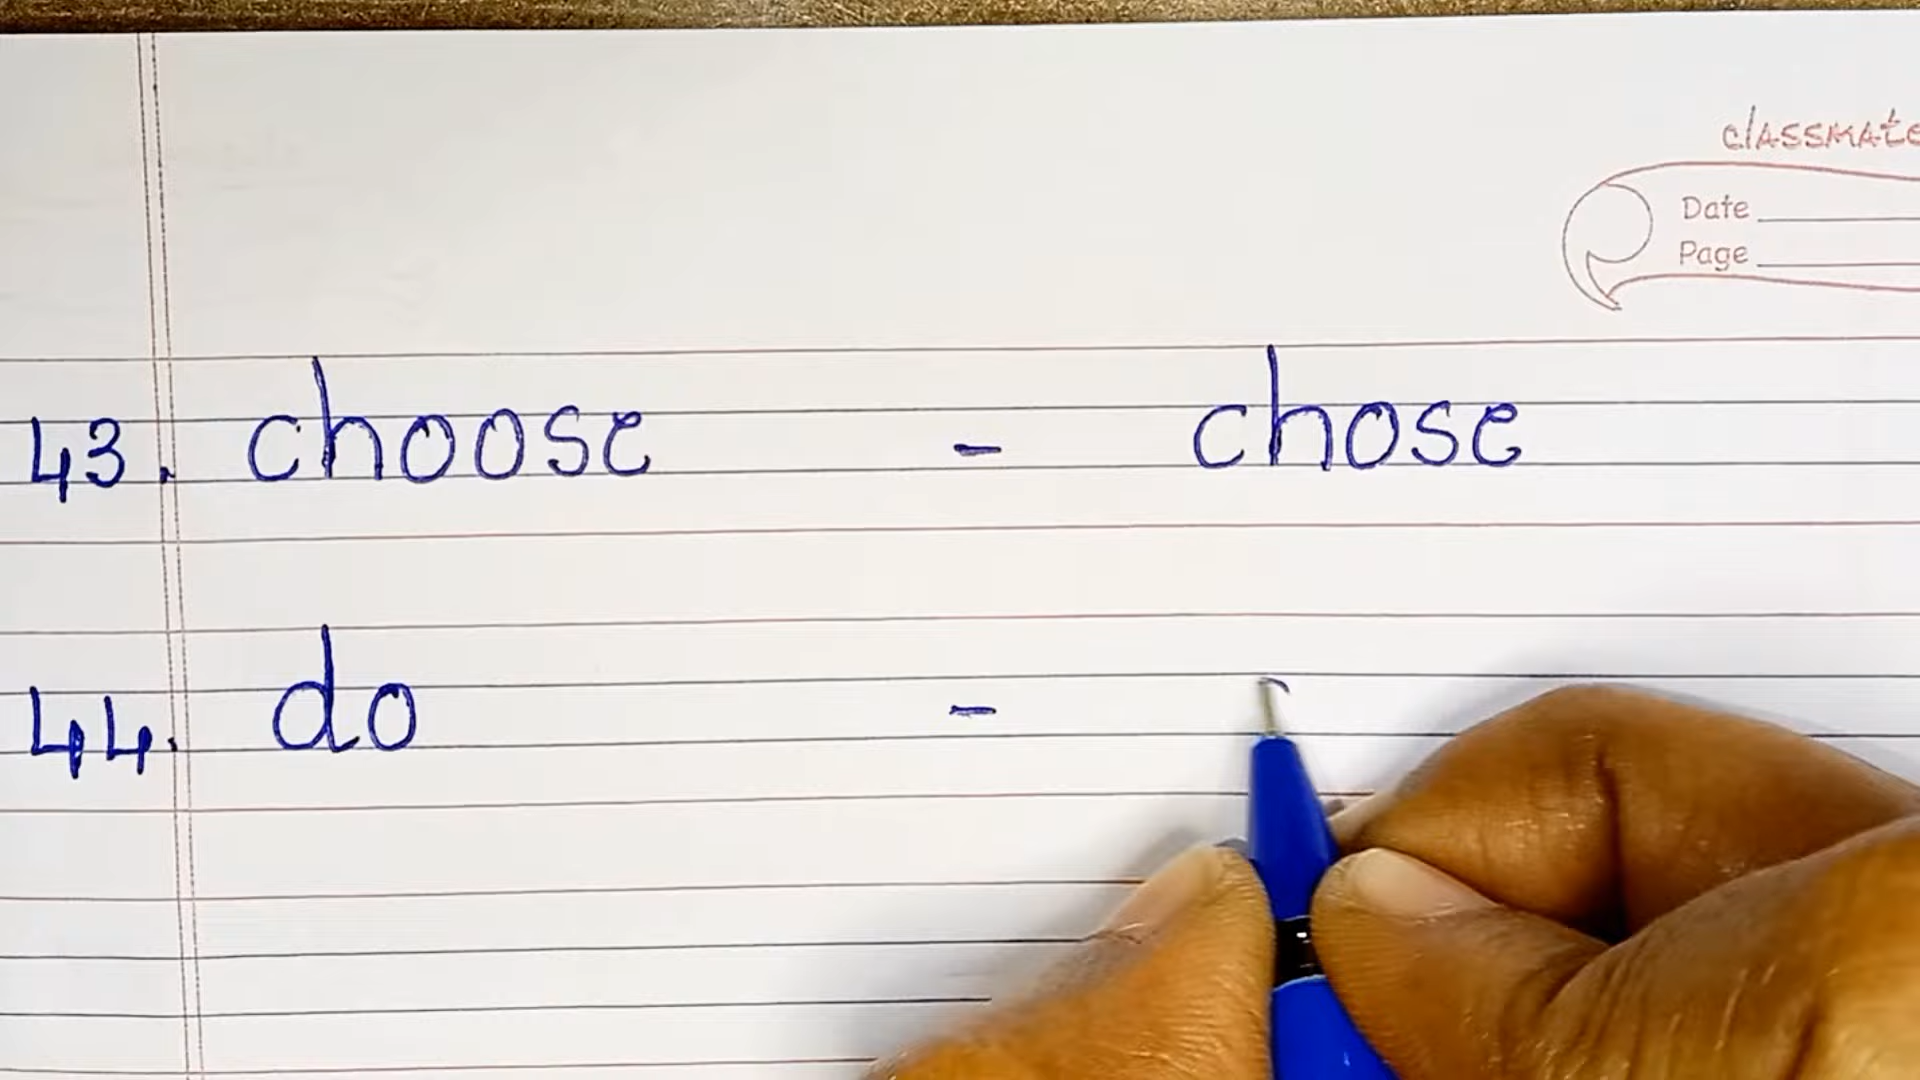 classmate
Date
Page
43. choose - chose
44. do -